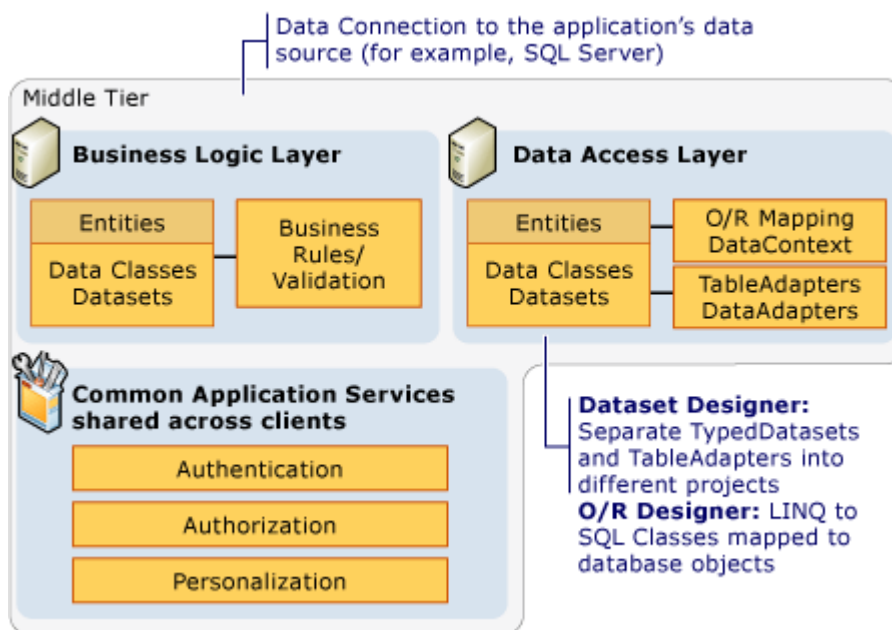 Data Connection to the application's data
source (for example, SQL Server)
Middle Tier
Business Logic Layer
Entities
Data Classes
Datasets
Business
Rules/
Validation
Data Access Layer
Entities
Data Classes
Datasets
O/R Mapping
DataContext
TableAdapters
DataAdapters
Common Application Services
shared across clients
Authentication
Authorization
Personalization
Dataset Designer:
Separate TypedDatasets
and TableAdapters into
different projects
O/R Designer: LINQ to
SQL Classes mapped to
database objects